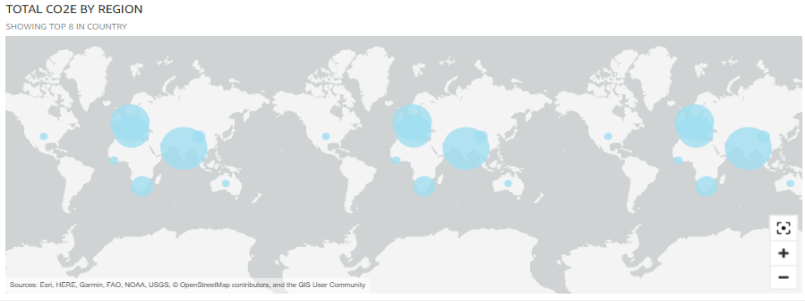 TOTAL CO2E BY REGION
SHOWING TOP 8 IN COUNTRY
Sources: Esri, HERE, Garmin, FAO, NOAA, USGS, © OpenStreetMap contributors, and the GIS User Community